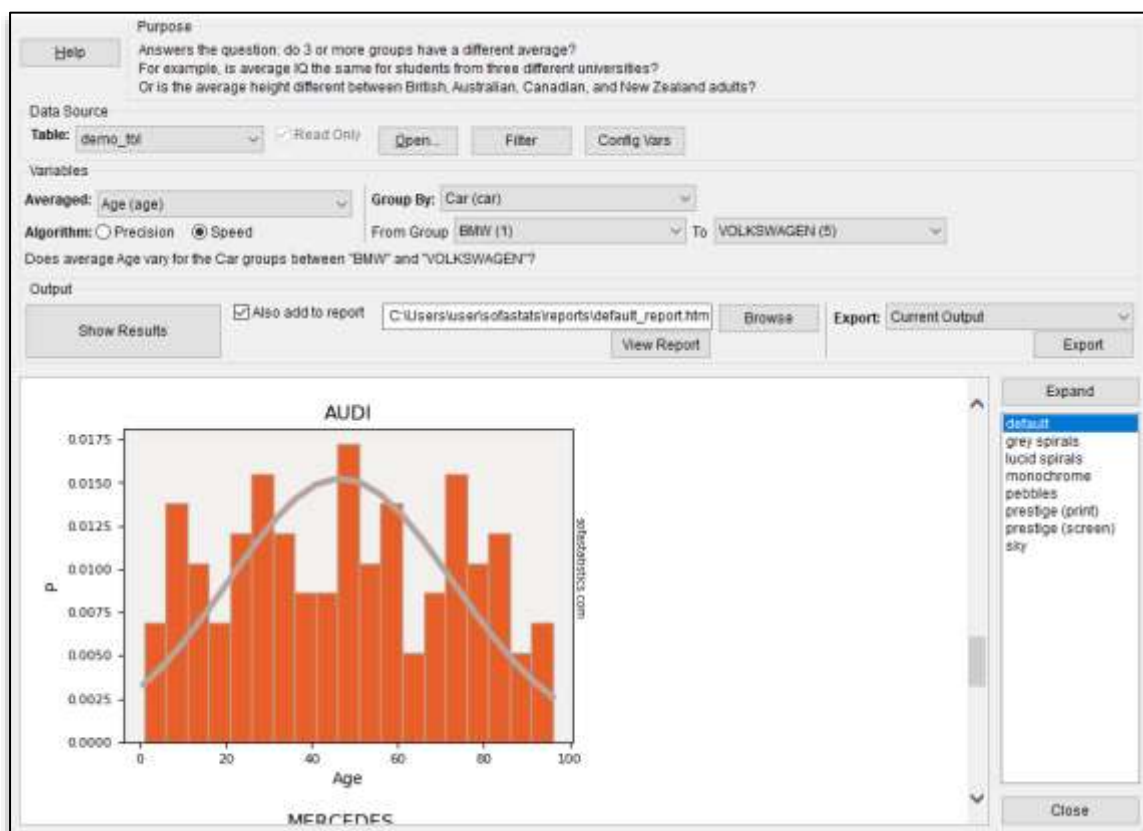 Purpose
Help
Answers the question, do 3 or more groups have a different average?
For example, is average IQ the same for students from three different universities?
Or is the average height different between British, Australian, Canadian, and New Zealand adults?
Data Source
Table: demo_tbl Read Only Open... Filter Config Vars
Variables
Averaged: Age (age) Group By: Car (car)
Algorithm: Precision Speed From Group BMW (1) To VOLKSWAGEN (5)
Does average Age vary for the Car groups between "BMW" and "VOLKSWAGEN"?
Output
Show Results Also add to report C:\Users\user\sofastats\reports\default_report.htm Browse Export: Current Output
View Report Export
Expand
default
grey spirals
lucid spirals
monochrome
pebbles
prestige (print)
prestige (screen)
sky
Close
AUDI
0.0175
0.0150
0.0125
0.0100
0.0075
0.0050
0.0025
0.0000
P
0 20 40 60 80 100
Age
sofastatistics.com
MERCEDES